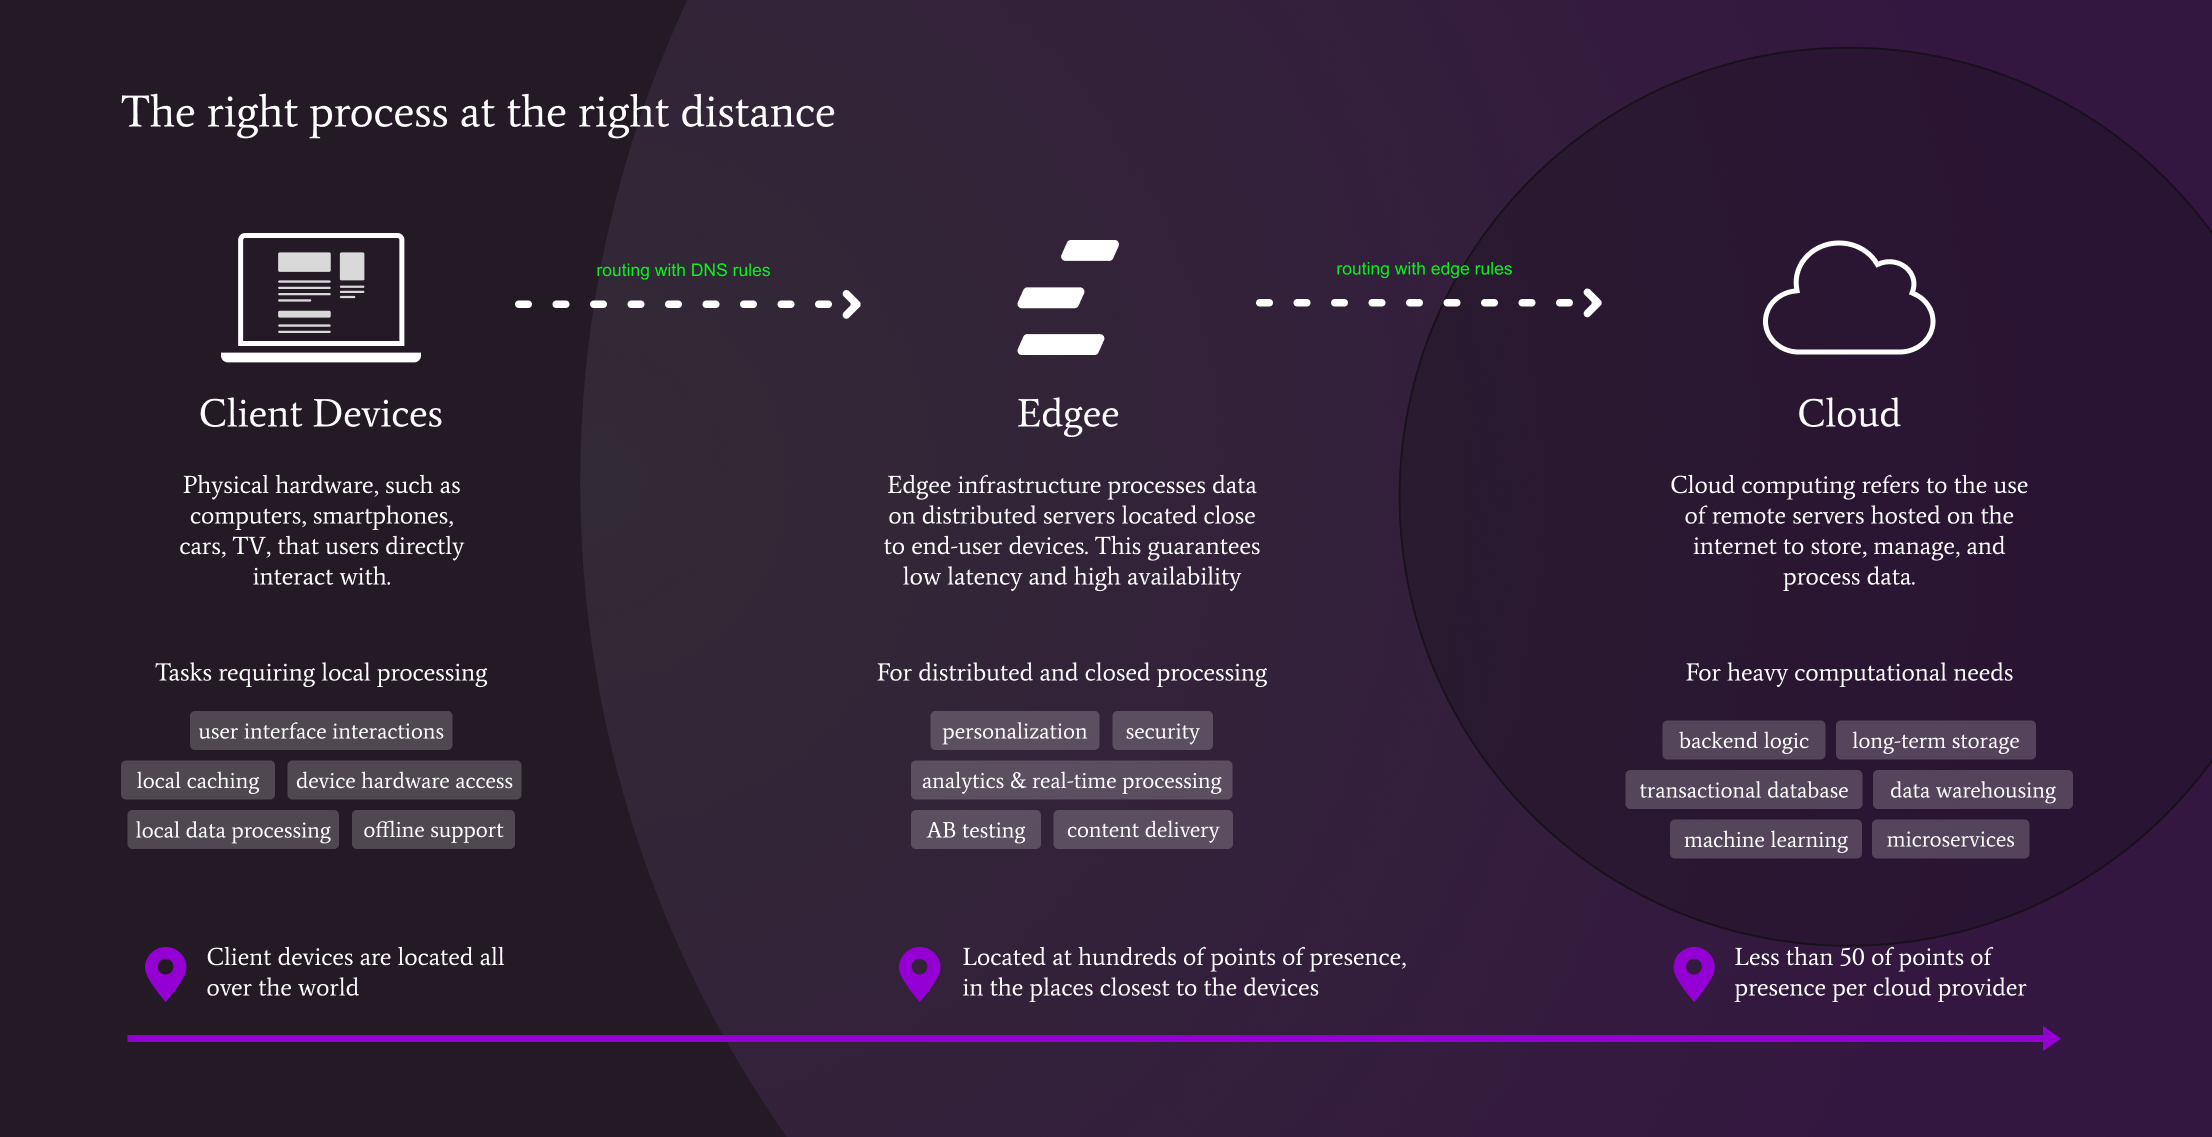 The right process at the right distance
routing with DNS rules
routing with edge rules
Client Devices
Physical hardware, such as
computers, smartphones,
cars, TV, that users directly
interact with.
Tasks requiring local processing
user interface interactions
local caching
device hardware access
local data processing
offline support
Client devices are located all
over the world
Edgee
Edgee infrastructure processes data
on distributed servers located close
to end-user devices. This guarantees
low latency and high availability
For distributed and closed processing
personalization
security
analytics & real-time processing
AB testing
content delivery
Located at hundreds of points of presence,
in the places closest to the devices
Cloud
Cloud computing refers to the use
of remote servers hosted on the
internet to store, manage, and
process data.
For heavy computational needs
backend logic
long-term storage
transactional database
data warehousing
machine learning
microservices
Less than 50 of points of
presence per cloud provider